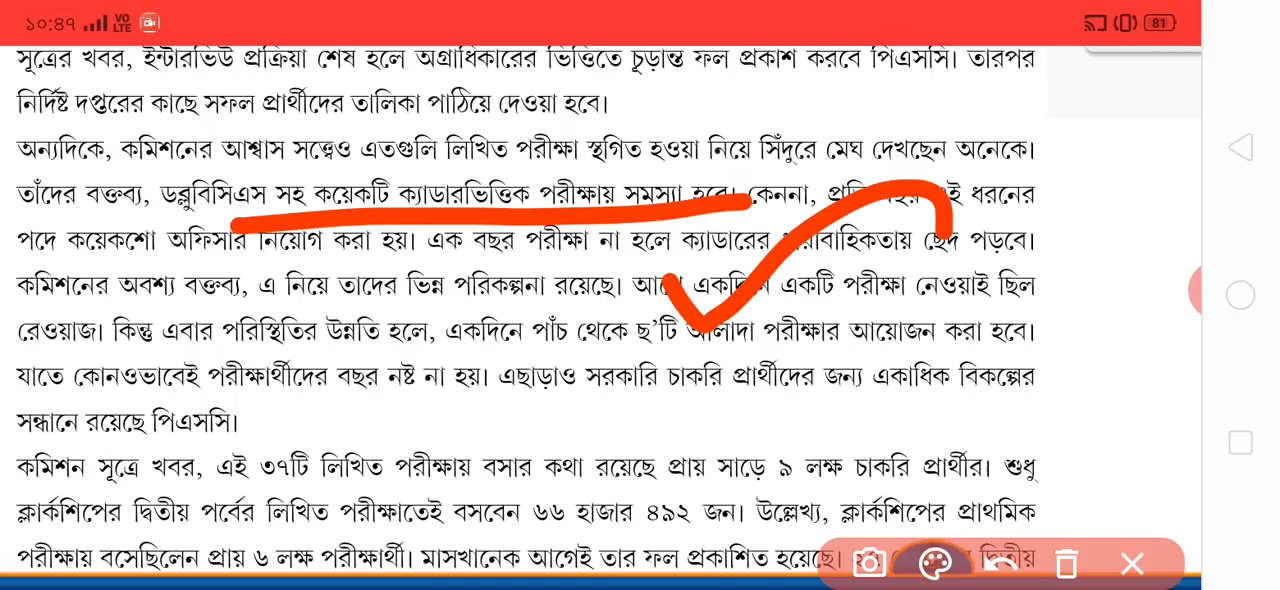 ১০:৪৭ VO LTE 81
সূত্রের খবর, ইন্টারভিউ প্রক্রিয়া শেষ হলে অগ্রাধিকারের ভিত্তিতে চূড়ান্ত ফল প্রকাশ করবে পিএসসি। তারপর
নির্দিষ্ট দপ্তরের কাছে সফল প্রার্থীদের তালিকা পাঠিয়ে দেওয়া হবে।
অন্যদিকে, কমিশনের আশ্বাস সত্ত্বেও এতগুলি লিখিত পরীক্ষা স্থগিত হওয়া নিয়ে সিঁদুরে মেঘ দেখছেন অনেকে।
তাঁদের বক্তব্য, ডব্লুবিসিএস সহ কয়েকটি ক্যাডারভিত্তিক পরীক্ষায় সমস্যা হবে। কেননা, ধরনের
পদে কয়েকশো অফিসার নিয়োগ করা হয়। এক বছর পরীক্ষা না হলে ক্যাডারের ছেদ পড়বে।
কমিশনের অবশ্য বক্তব্য, এ নিয়ে তাদের ভিন্ন পরিকল্পনা রয়েছে। একটি পরীক্ষা নেওয়াই ছিল
রেওয়াজ। কিন্তু এবার পরিস্থিতির উন্নতি হলে, একদিনে পাঁচ থেকে ছ'টি আলাদা পরীক্ষার আয়োজন করা হবে।
যাতে কোনওভাবেই পরীক্ষার্থীদের বছর নষ্ট না হয়। এছাড়াও সরকারি চাকরি প্রার্থীদের জন্য একাধিক বিকল্পের
সন্ধানে রয়েছে পিএসসি।
কমিশন সূত্রে খবর, এই ৩৭টি লিখিত পরীক্ষায় বসার কথা রয়েছে প্রায় সাড়ে ৯ লক্ষ চাকরি প্রার্থীর। শুধু
ক্লার্কশিপের দ্বিতীয় পর্বের লিখিত পরীক্ষাতেই বসবেন ৬৬ হাজার ৪৯২ জন। উল্লেখ্য, ক্লার্কশিপের প্রাথমিক
পরীক্ষায় বসেছিলেন প্রায় ৬ লক্ষ পরীক্ষার্থী। মাসখানেক আগেই তার ফল প্রকাশিত হয়েছে। দ্বিতীয়